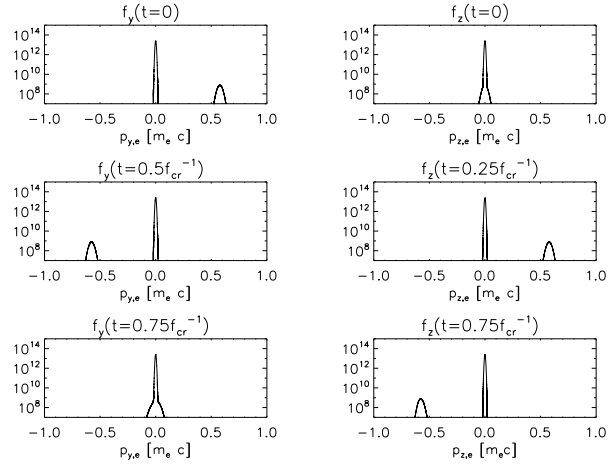 f_y(t=0) f_z(t=0)
10^14 10^14
10^12 10^12
10^10 10^10
10^8 10^8
-1.0 -0.5 0.0 0.5 1.0 -1.0 -0.5 0.0 0.5 1.0
p_y,e [m_e c] p_z,e [m_e c]
f_y(t=0.5f_cr^-1) f_z(t=0.25f_cr^-1)
10^14 10^14
10^12 10^12
10^10 10^10
10^8 10^8
-1.0 -0.5 0.0 0.5 1.0 -1.0 -0.5 0.0 0.5 1.0
p_y,e [m_e c] p_z,e [m_e c]
f_y(t=0.75f_cr^-1) f_z(t=0.75f_cr^-1)
10^14 10^14
10^12 10^12
10^10 10^10
10^8 10^8
-1.0 -0.5 0.0 0.5 1.0 -1.0 -0.5 0.0 0.5 1.0
p_y,e [m_e c] p_z,e [m_e c]